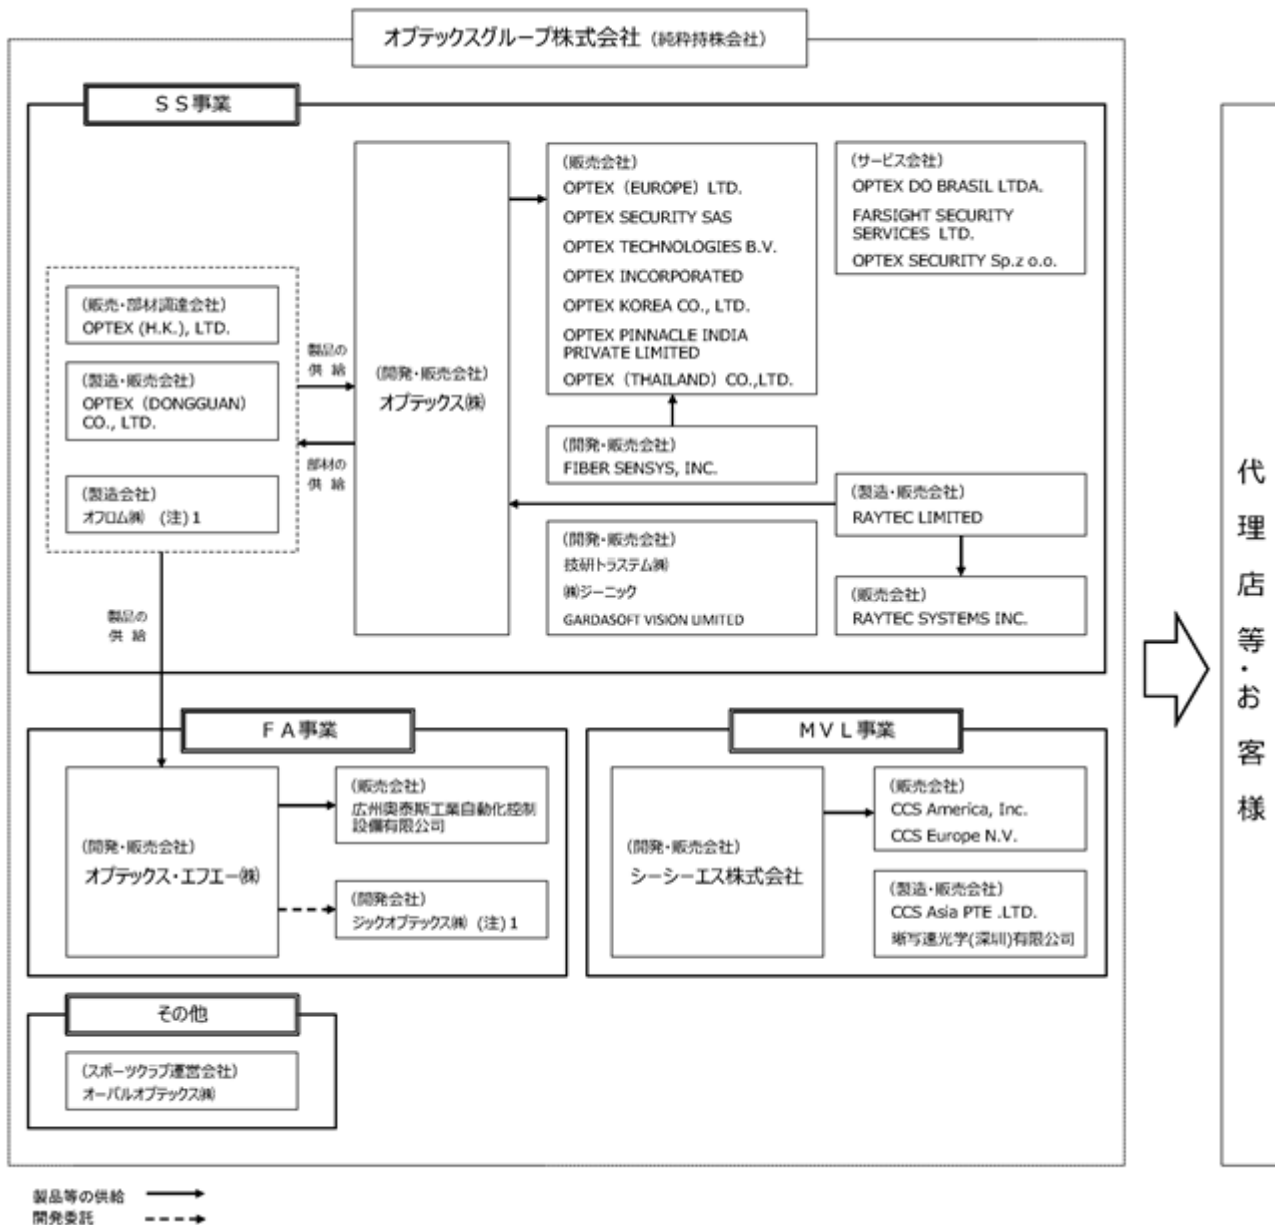 オプテックスグループ株式会社（純粋持株会社）
ＳＳ事業
（販売・部材調達会社）
OPTEX (H.K.), LTD.
（製造・販売会社）
OPTEX（DONGGUAN）
CO., LTD.
（製造会社）
オフロム㈱　(注) 1
製品の
供 給
部材の
供 給
（開発・販売会社）
オプテックス㈱
（販売会社）
OPTEX（EUROPE）LTD.
OPTEX SECURITY SAS
OPTEX TECHNOLOGIES B.V.
OPTEX INCORPORATED
OPTEX KOREA CO., LTD.
OPTEX PINNACLE INDIA
PRIVATE LIMITED
OPTEX（THAILAND）CO.,LTD.
（開発・販売会社）
FIBER SENSYS, INC.
（開発・販売会社）
技研トラステム㈱
㈱ジーニック
GARDASOFT VISION LIMITED
（サービス会社）
OPTEX DO BRASIL LTDA.
FARSIGHT SECURITY
SERVICES LTD.
OPTEX SECURITY Sp.z o.o.
（製造・販売会社）
RAYTEC LIMITED
（販売会社）
RAYTEC SYSTEMS INC.
製品の
供 給
ＦＡ事業
（開発・販売会社）
オプテックス・エフエー㈱
（販売会社）
広州奥泰斯工業自動化控制
設備有限公司
（開発会社）
ジックオプテックス㈱　(注) 1
ＭＶＬ事業
（開発・販売会社）
シーシーエス株式会社
（販売会社）
CCS America, Inc.
CCS Europe N.V.
（製造・販売会社）
CCS Asia PTE .LTD.
晰写速光学(深圳)有限公司
その他
（スポーツクラブ運営会社）
オーパルオプテックス㈱
代理店等・お客様
製品等の供給
開発委託